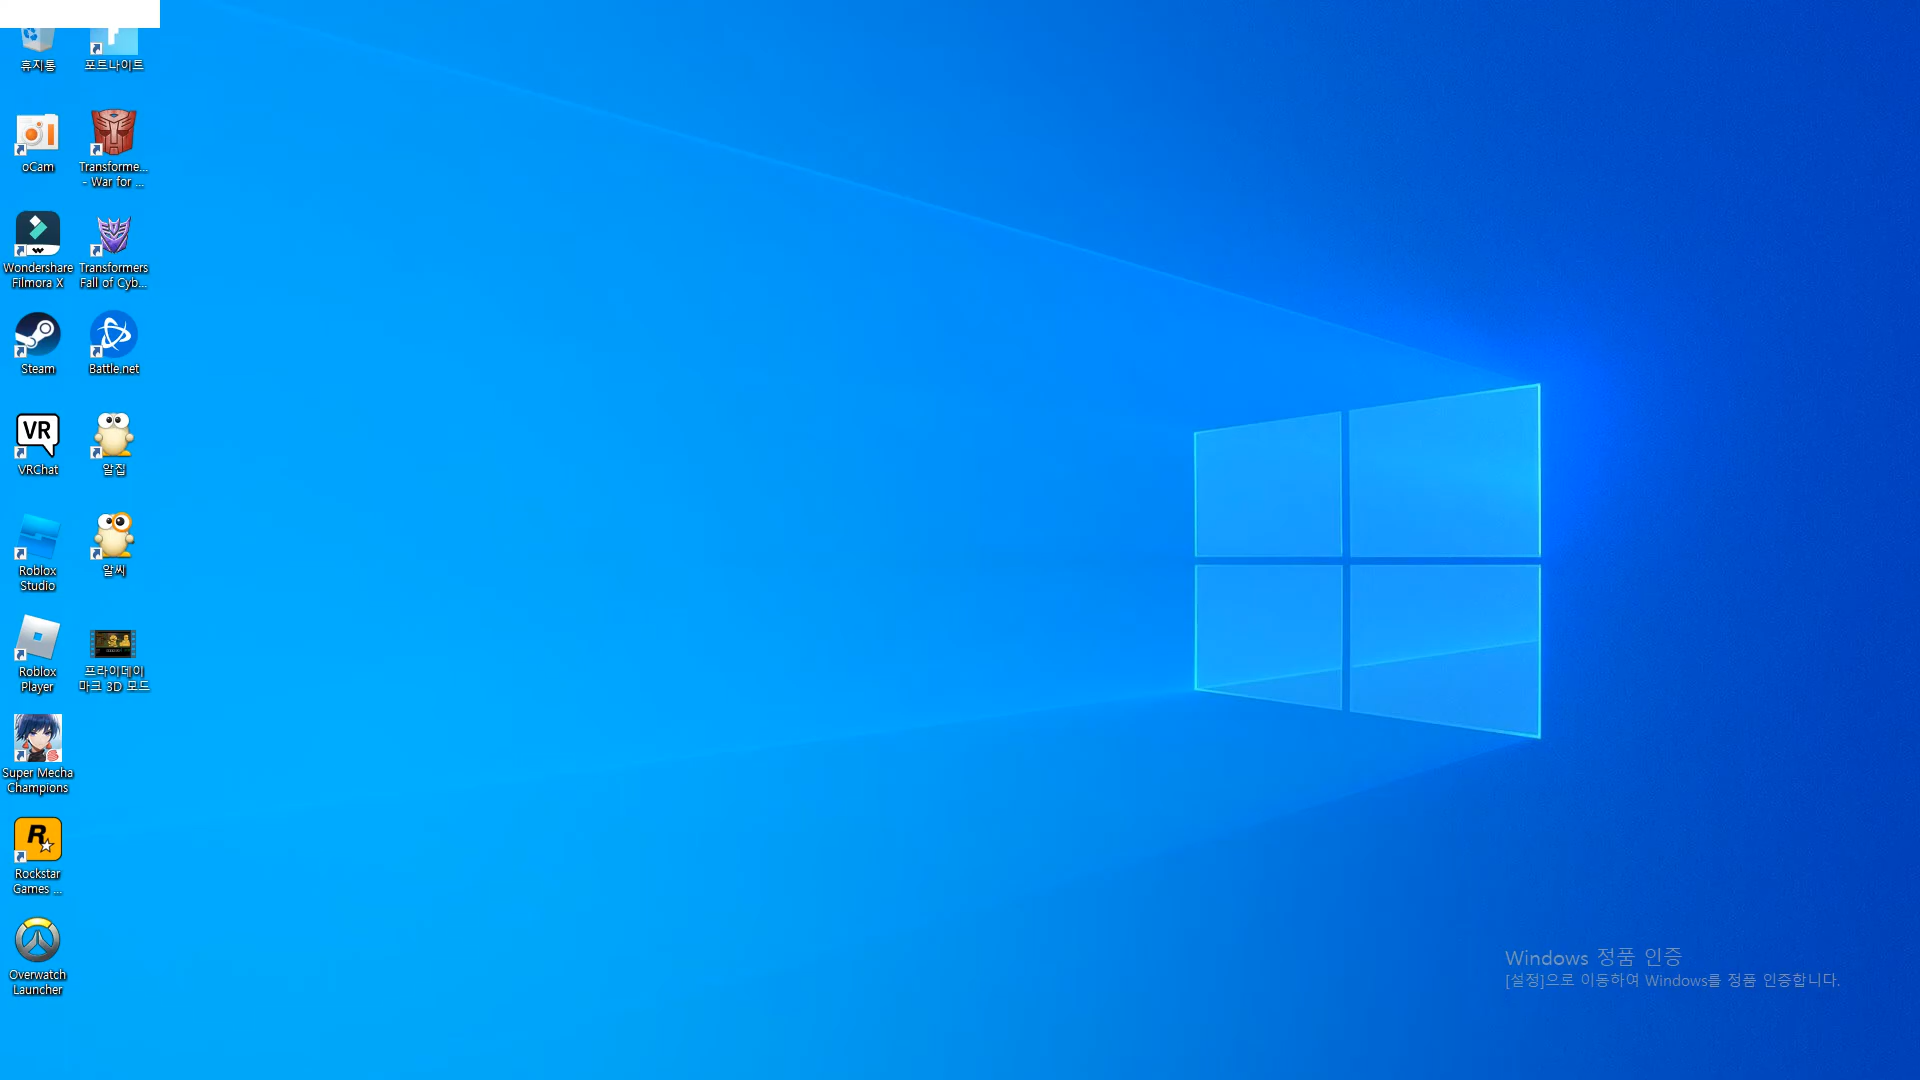 휴지통
포트나이트
oCam
Transforme...
- War for ...
Wondershare
Filmora X
Transformers
Fall of Cyb...
Steam
Battle.net
VR
VRChat
알집
알씨
Roblox
Studio
Roblox
Player
프라이데이
마크 3D 모드
Super Mecha
Champions
R
Rockstar
Games ...
Overwatch
Launcher
Windows 정품 인증
[설정]으로 이동하여 Windows를 정품 인증합니다.